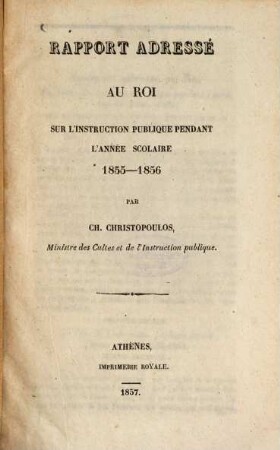 RAPPORT ADRESSÉ
AU ROI
SUR L'INSTRUCTION PUBLIQUE PENDANT
L'ANNÉE SCOLAIRE
1855—1856
PAR
CH. CHRISTOPOULOS,
Ministre des Cultes et de l'Instruction publique.
ATHÈNES,
IMPRIMERIE ROYALE.
1857.